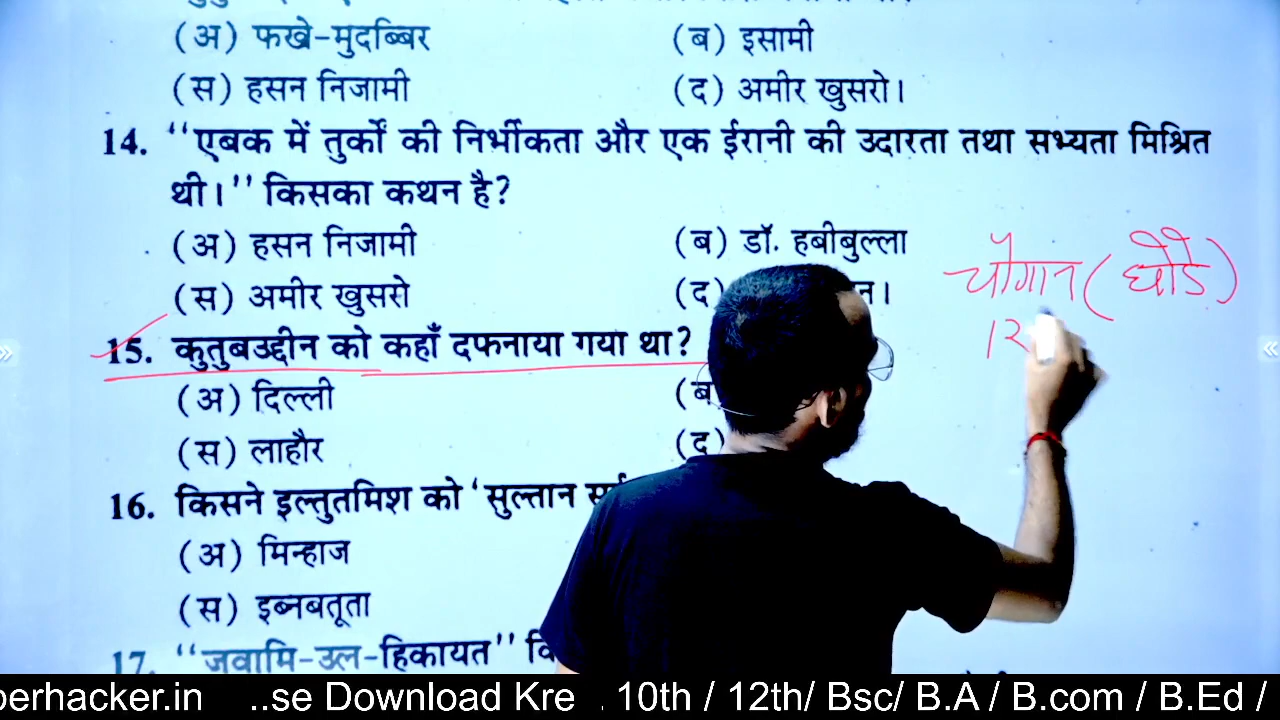 (अ) फखे-मुदब्बिर (ब) इसामी
(स) हसन निजामी (द) अमीर खुसरो।
14. “एबक में तुर्कों की निर्भीकता और एक ईरानी की उदारता तथा सभ्यता मिश्रित
थी।” किसका कथन है?
(अ) हसन निजामी (ब) डॉ. हबीबुल्ला
(स) अमीर खुसरो (द)
चौगान (घोडे)
15. कुतुबउद्दीन को कहाँ दफनाया गया था?
(अ) दिल्ली (ब
(स) लाहौर (द)
16. किसने इल्तुतमिश को ‘सुल्तान
(अ) मिन्हाज
(स) इब्नबतूता
17. “जवामि-उल-हिकायत”
perhacker.in ..se Download Kre . 10th / 12th/ Bsc/ B.A / B.com / B.Ed /